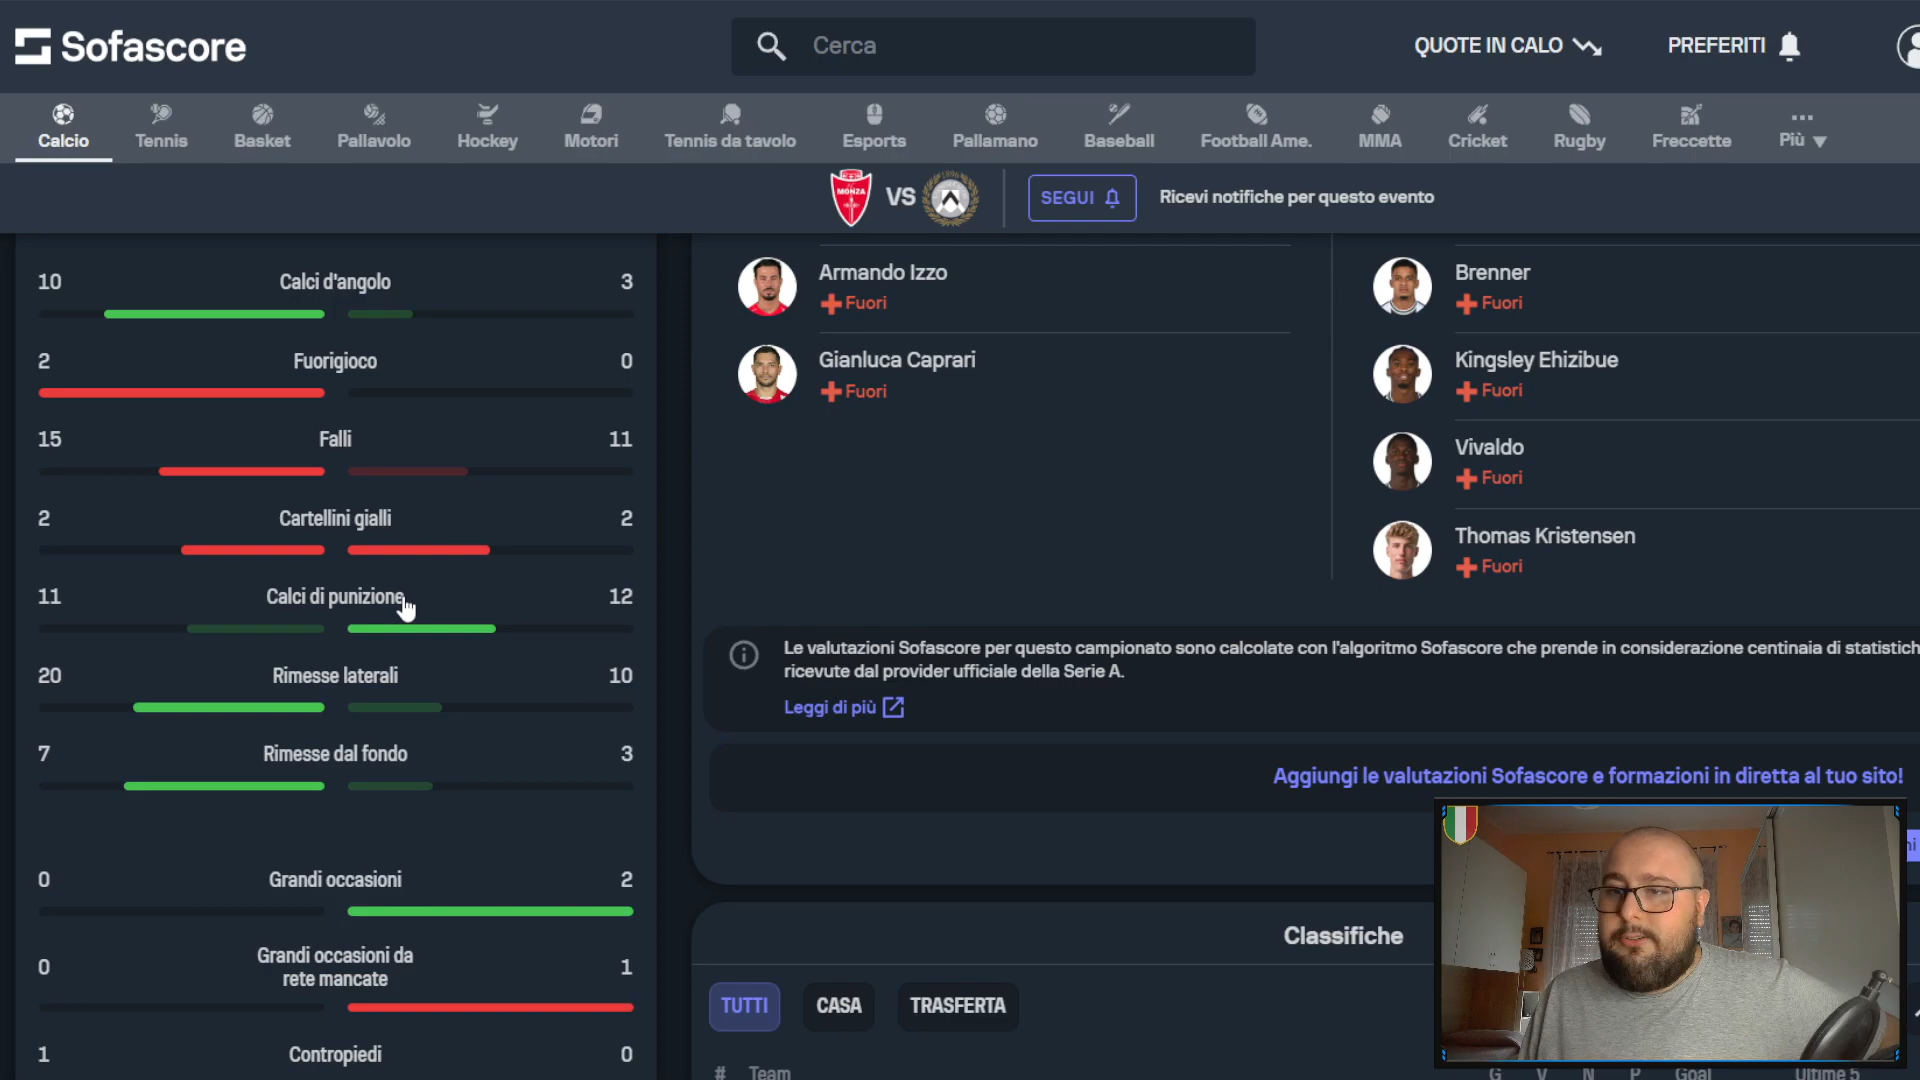 Sofascore
Cerca
QUOTE IN CALO
PREFERITI
Calcio
Tennis
Basket
Pallavolo
Hockey
Motori
Tennis da tavolo
Esports
Pallamano
Baseball
Football Ame.
MMA
Cricket
Rugby
Freccette
Più
MONZA
VS
1896
SEGUI
Ricevi notifiche per questo evento
10 Calci d'angolo 3
2 Fuorigioco 0
15 Falli 11
2 Cartellini gialli 2
11 Calci di punizione 12
20 Rimesse laterali 10
7 Rimesse dal fondo 3
0 Grandi occasioni 2
0 Grandi occasioni da 1
rete mancate
1 Contropiedi 0
Armando Izzo
Fuori
Gianluca Caprari
Fuori
Brenner
Fuori
Kingsley Ehizibue
Fuori
Vivaldo
Fuori
Thomas Kristensen
Fuori
Le valutazioni Sofascore per questo campionato sono calcolate con l'algoritmo Sofascore che prende in considerazione centinaia di statistich
ricevute dal provider ufficiale della Serie A.
Leggi di più
Aggiungi le valutazioni Sofascore e formazioni in diretta al tuo sito!
Classifiche
TUTTI
CASA
TRASFERTA
# Team G V N P Goal Ultime 5